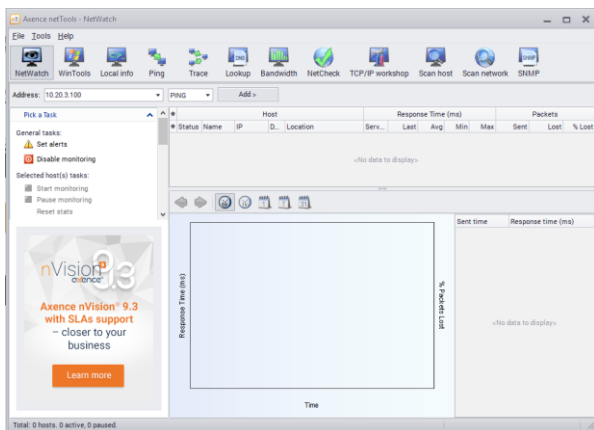 Axence netTools - NetWatch
File Tools Help
NetWatch WinTools Local info Ping Trace Lookup Bandwidth NetCheck TCP/IP workshop Scan host Scan network SNMP
Address: 10.20.3.100 PING Add >
Pick a Task
General tasks:
Set alerts
Disable monitoring
Selected host(s) tasks:
Start monitoring
Pause monitoring
Reset stats
Host Response Time (ms) Packets
Status Name IP D... Location Serv... Last Avg Min Max Sent Lost % Lost
<No data to display>
nVision 9.3
axence
Axence nVision® 9.3
with SLAs support
– closer to your
business
Learn more
Response Time (ms)
% Packets Lost
Time
Sent time Response time (ms)
<No data to display>
Total: 0 hosts. 0 active, 0 paused.